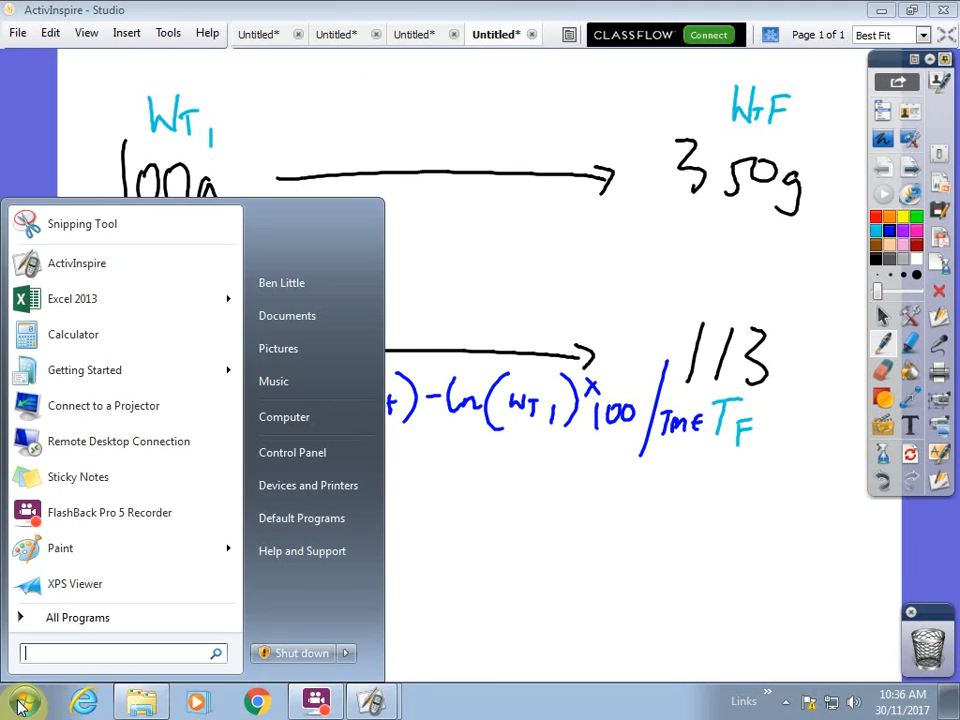 ActivInspire - Studio
File Edit View Insert Tools Help
Untitled* Untitled* Untitled* Untitled*
CLASSFLOW Connect
Page 1 of 1 Best Fit
WT1
WTF
100g
350g
Snipping Tool
ActivInspire
Excel 2013
Calculator
Getting Started
Connect to a Projector
Remote Desktop Connection
Sticky Notes
FlashBack Pro 5 Recorder
Paint
XPS Viewer
All Programs
Ben Little
Documents
Pictures
Music
Computer
Control Panel
Devices and Printers
Default Programs
Help and Support
Shut down
113
) - ln(WT1) x 100 / TME
TF
Links »
10:36 AM
30/11/2017